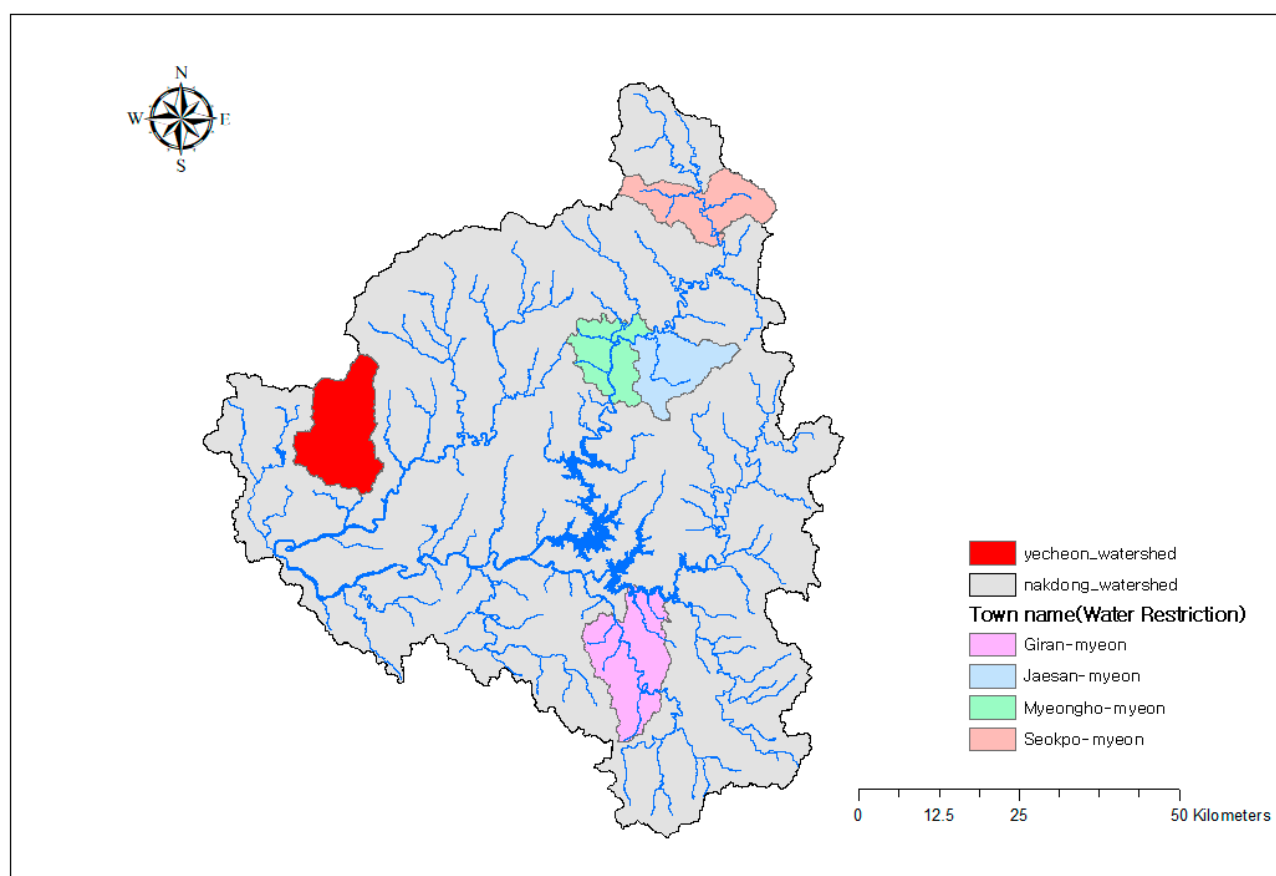 N
W E
S
yecheon_watershed
nakdong_watershed
Town name(Water Restriction)
Giran-myeon
Jaesan-myeon
Myeongho-myeon
Seokpo-myeon
0 12.5 25 50 Kilometers